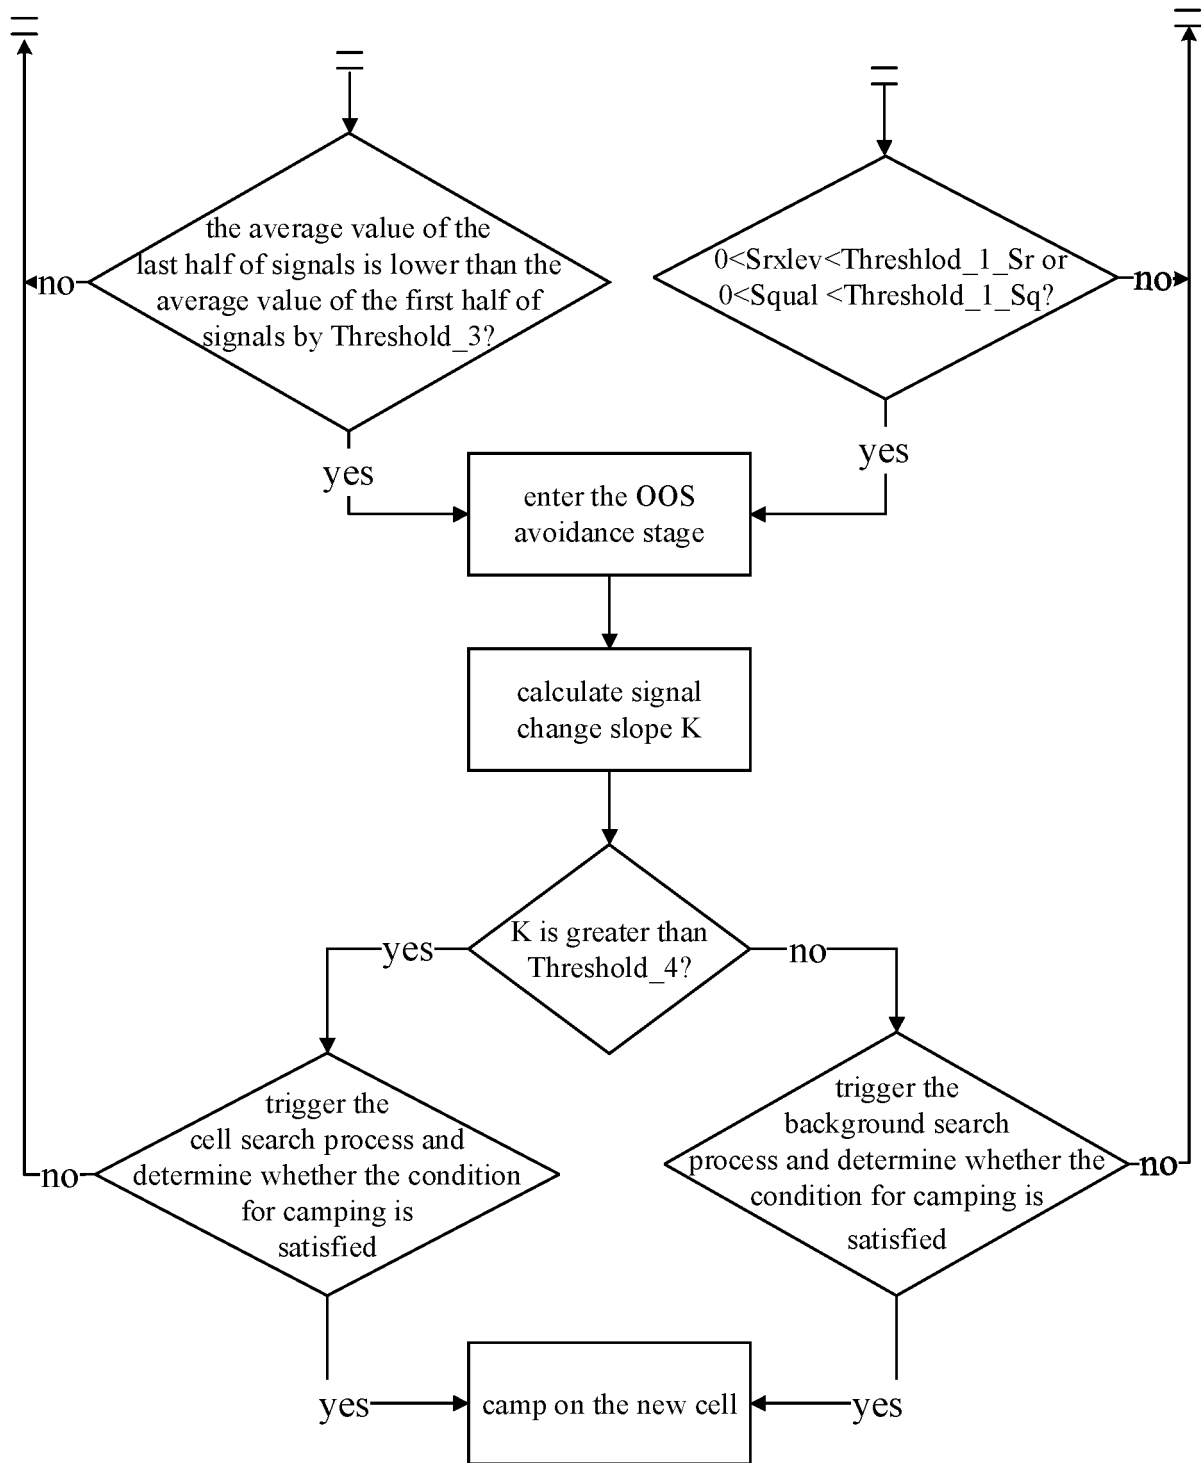 the average value of the
last half of signals is lower than the
average value of the first half of
signals by Threshold_3?
no
yes
0<Srxlev<Threshlod_1_Sr or
0<Squal <Threshold_1_Sq?
no
yes
enter the OOS
avoidance stage
calculate signal
change slope K
K is greater than
Threshold_4?
yes
no
trigger the
cell search process and
determine whether the condition
for camping is
satisfied
no
yes
trigger the
background search
process and determine whether the
condition for camping is
satisfied
no
yes
camp on the new cell